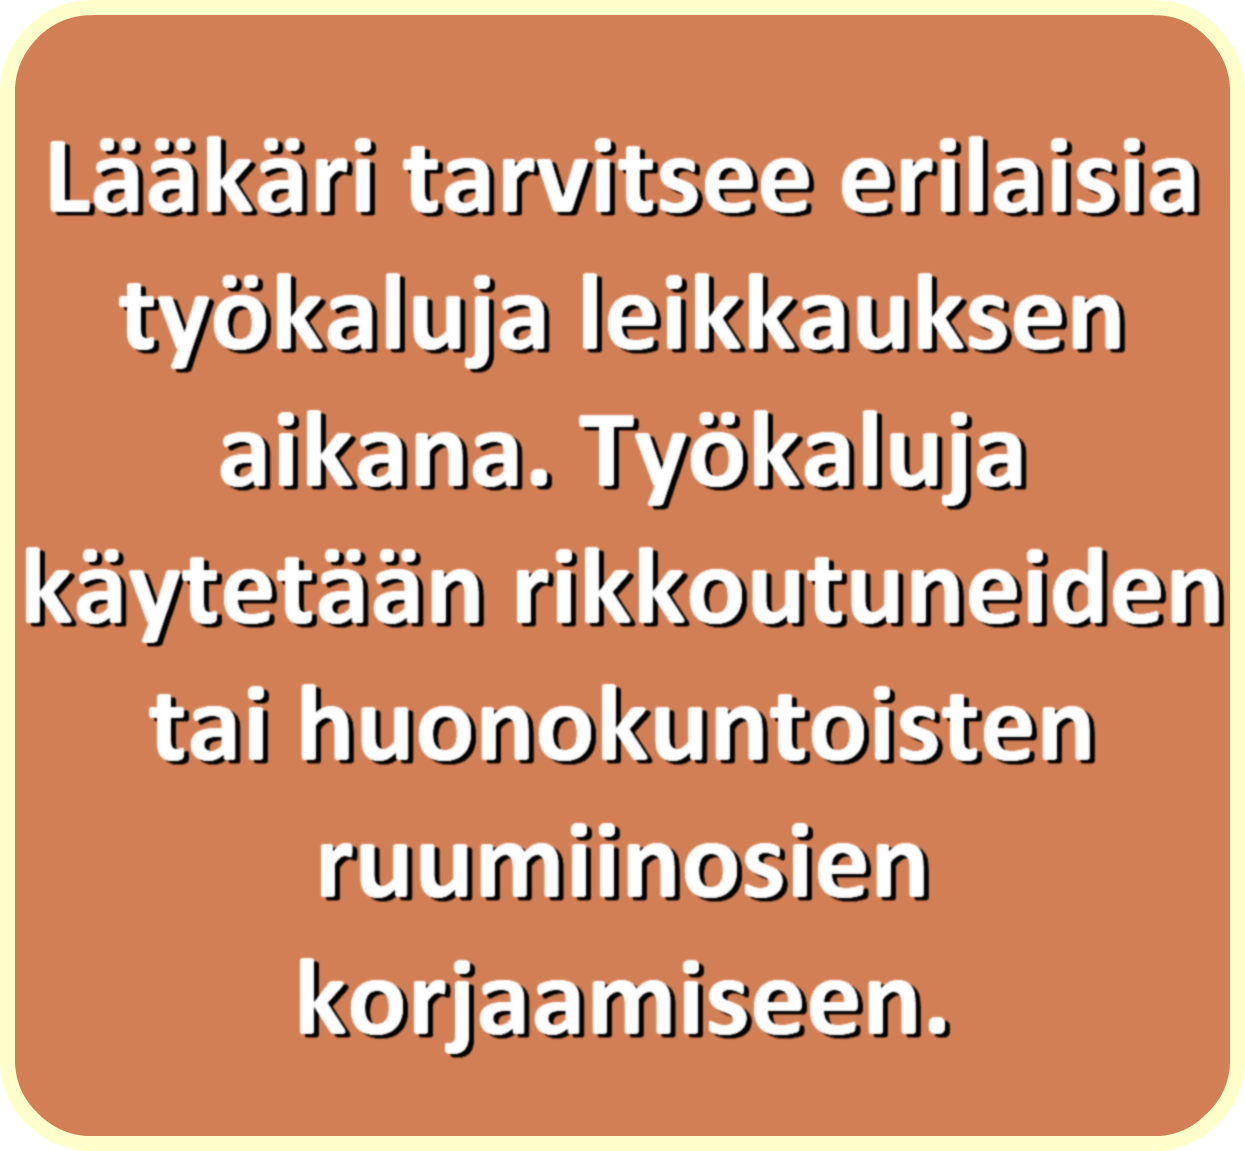 Lääkäri tarvitsee erilaisia
työkaluja leikkauksen
aikana. Työkaluja
käytetään rikkoutuneiden
tai huonokuntoisten
ruumiinosien
korjaamiseen.